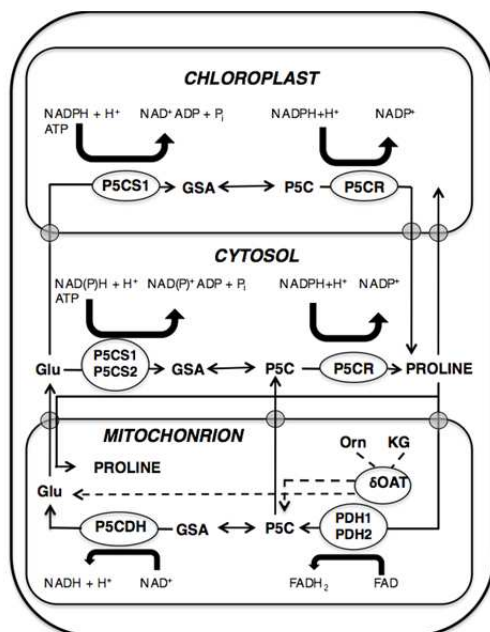 CHLOROPLAST
NADPH + H⁺ NAD⁺ ADP + Pᵢ NADPH+H⁺ NADP⁺
ATP
P5CS1 GSA P5C P5CR
CYTOSOL
NAD(P)H + H⁺ NAD(P)⁺ ADP + Pᵢ NADPH+H⁺ NADP⁺
ATP
P5CS1
P5CS2
Glu GSA P5C P5CR PROLINE
MITOCHONRION
Orn KG
PROLINE
δOAT
Glu
PDH1
PDH2
P5CDH GSA P5C
NADH + H⁺ NAD⁺ FADH₂ FAD